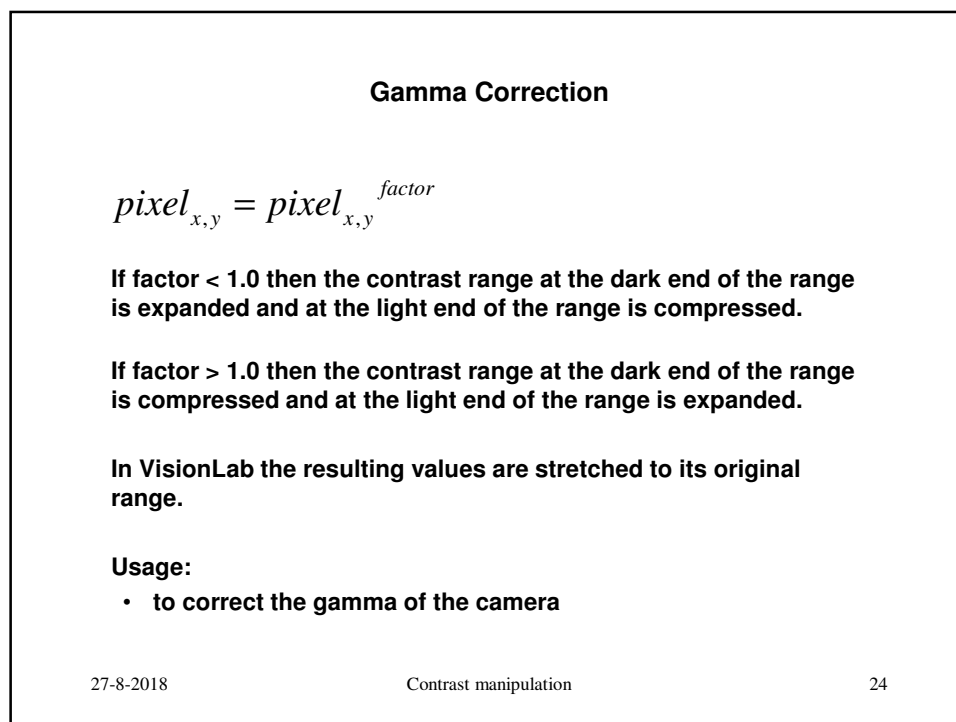 Gamma Correction
pixel_{x,y} = pixel_{x,y}^{factor}
If factor < 1.0 then the contrast range at the dark end of the range
is expanded and at the light end of the range is compressed.
If factor > 1.0 then the contrast range at the dark end of the range
is compressed and at the light end of the range is expanded.
In VisionLab the resulting values are stretched to its original
range.
Usage:
• to correct the gamma of the camera
27-8-2018 Contrast manipulation 24